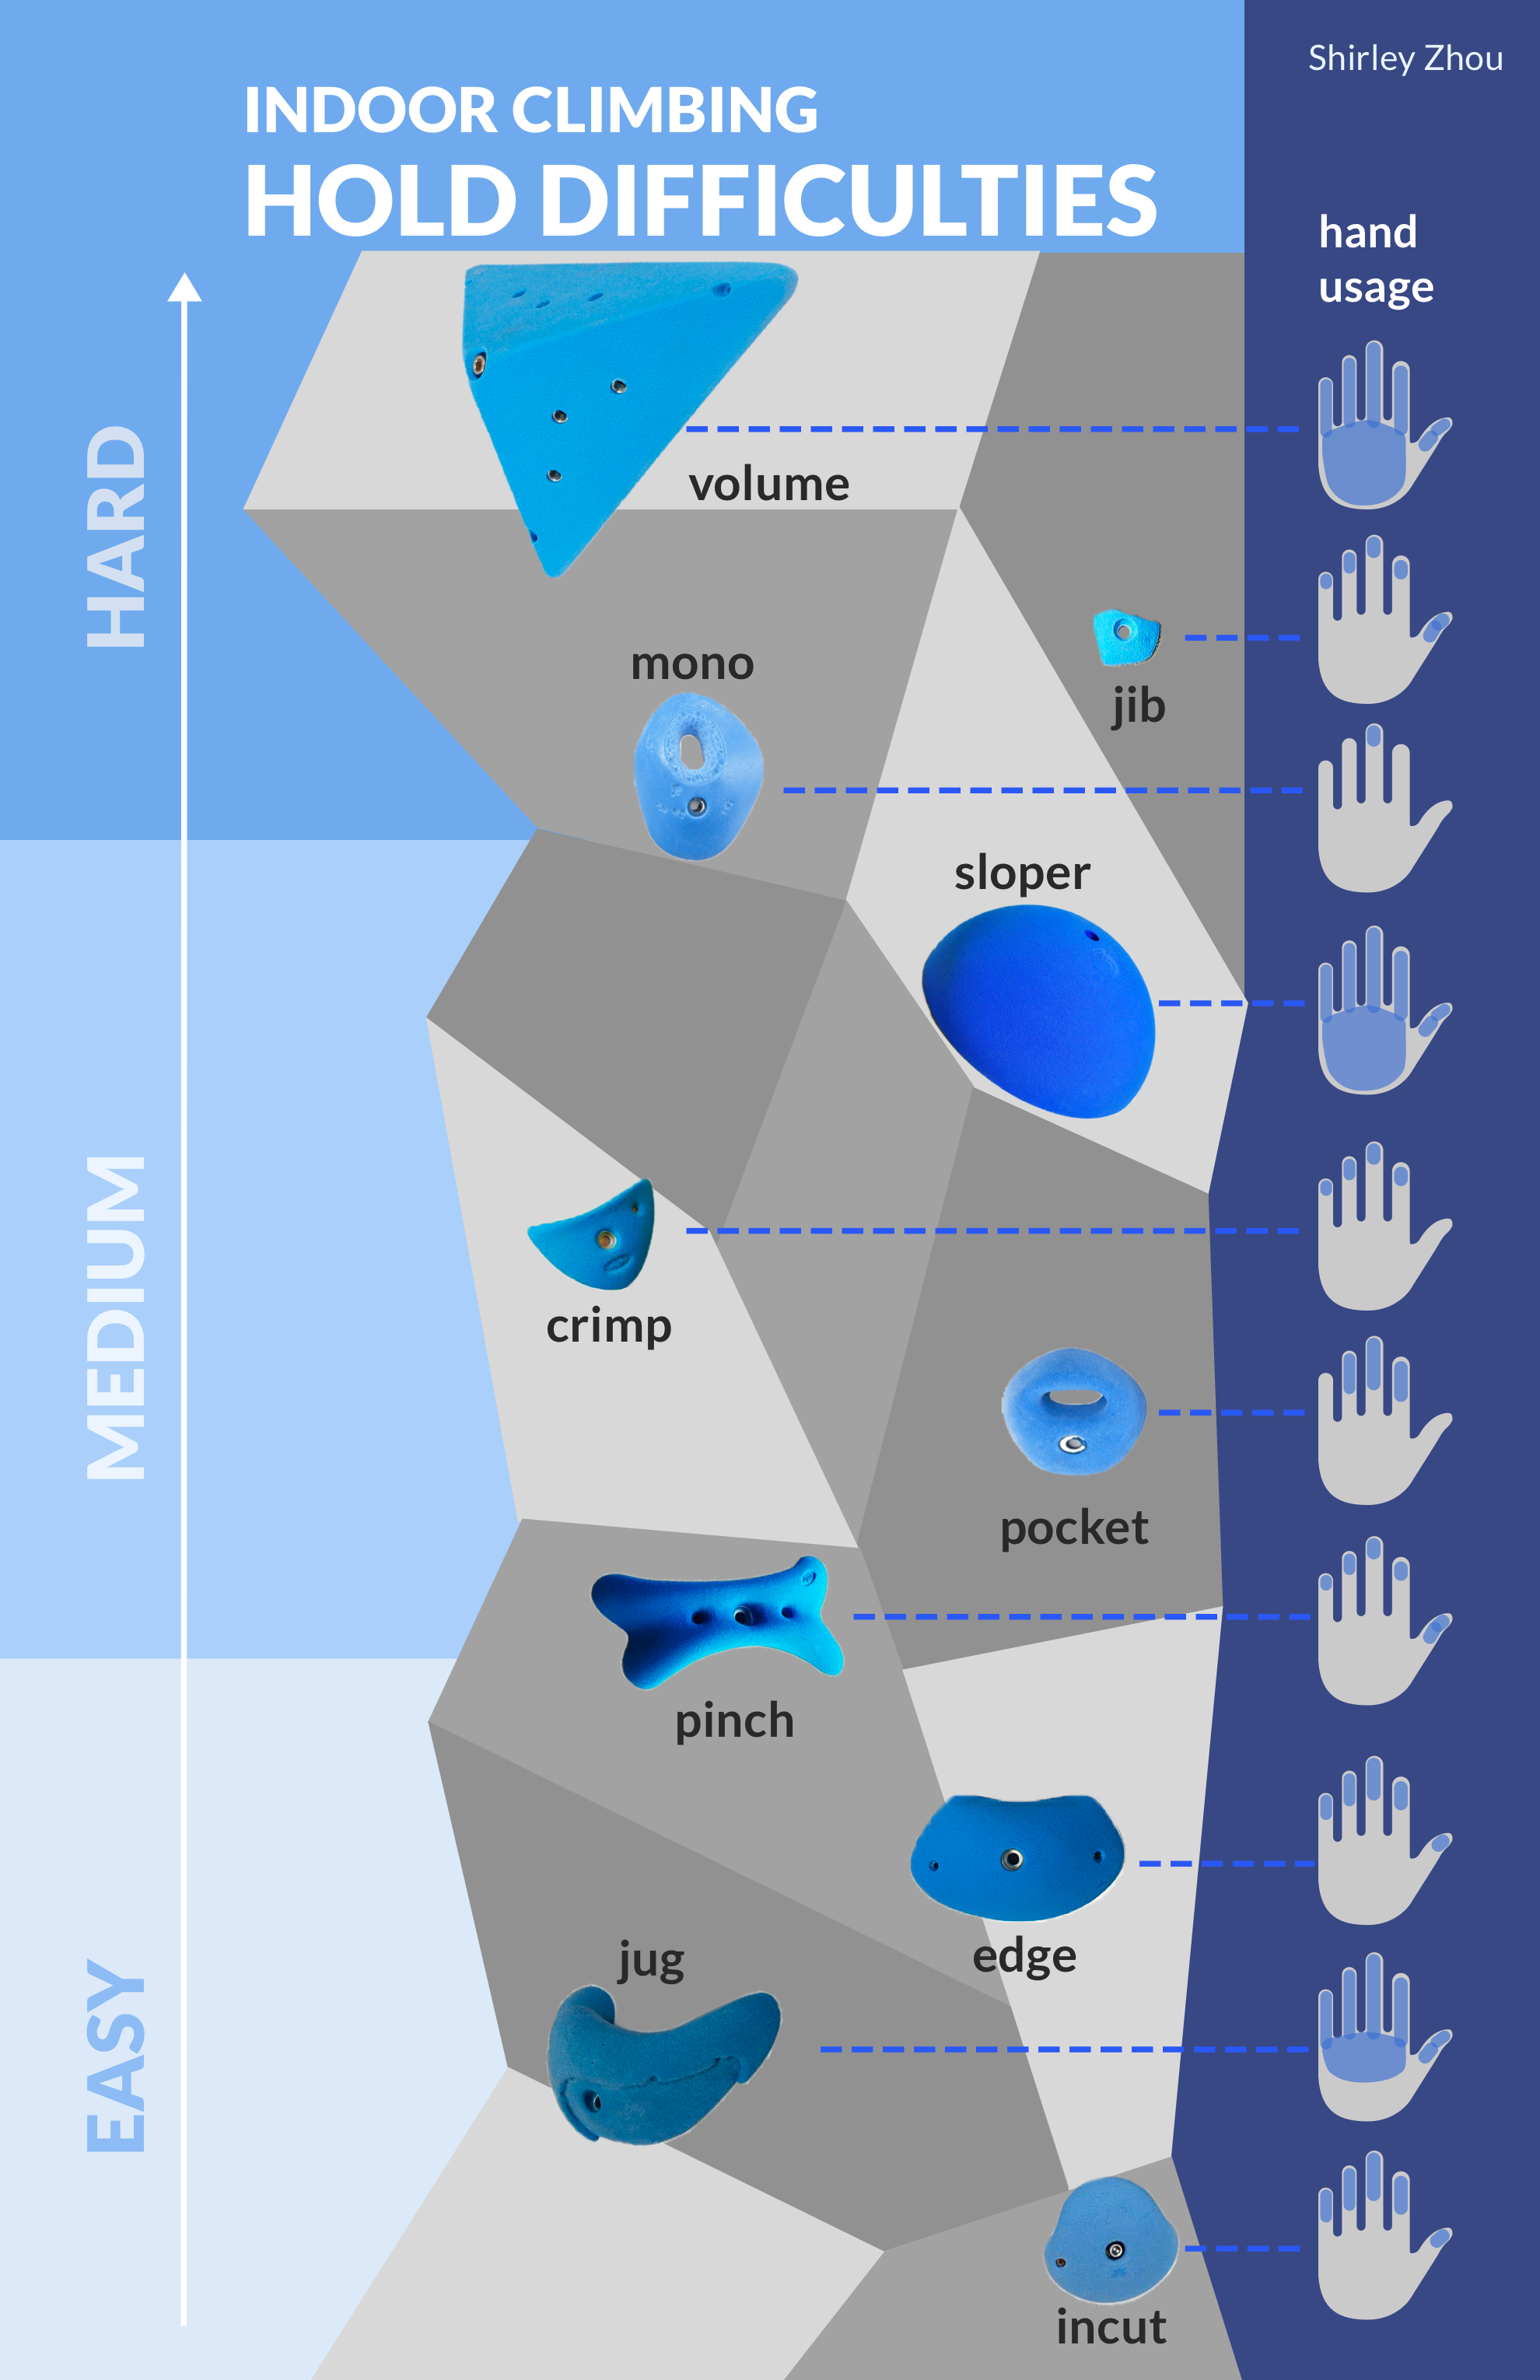 Shirley Zhou
INDOOR CLIMBING
HOLD DIFFICULTIES
hand
usage
HARD
volume
mono
jib
sloper
MEDIUM
crimp
pocket
pinch
EASY
edge
jug
incut